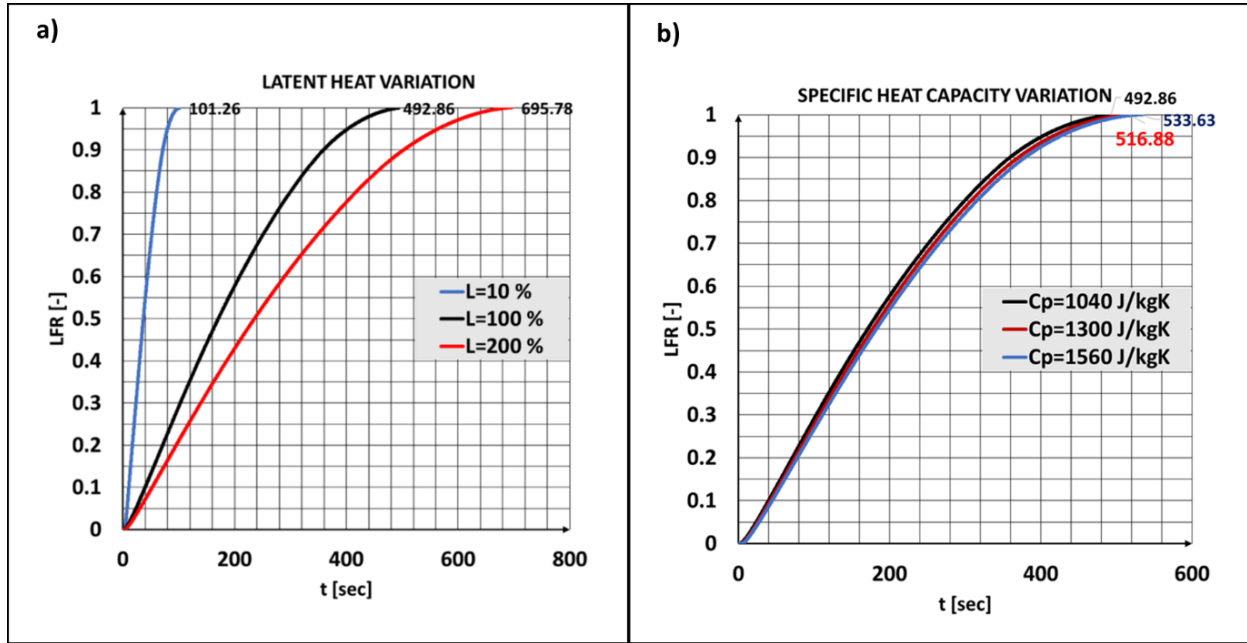 a)
LATENT HEAT VARIATION
101.26
492.86
695.78
1
0.9
0.8
0.7
0.6
0.5
0.4
0.3
0.2
0.1
0
LFR [-]
L=10 %
L=100 %
L=200 %
0
200
400
600
800
t [sec]
b)
SPECIFIC HEAT CAPACITY VARIATION
492.86
533.63
516.88
1
0.9
0.8
0.7
0.6
0.5
0.4
0.3
0.2
0.1
0
LFR [-]
Cp=1040 J/kgK
Cp=1300 J/kgK
Cp=1560 J/kgK
0
200
400
600
t [sec]